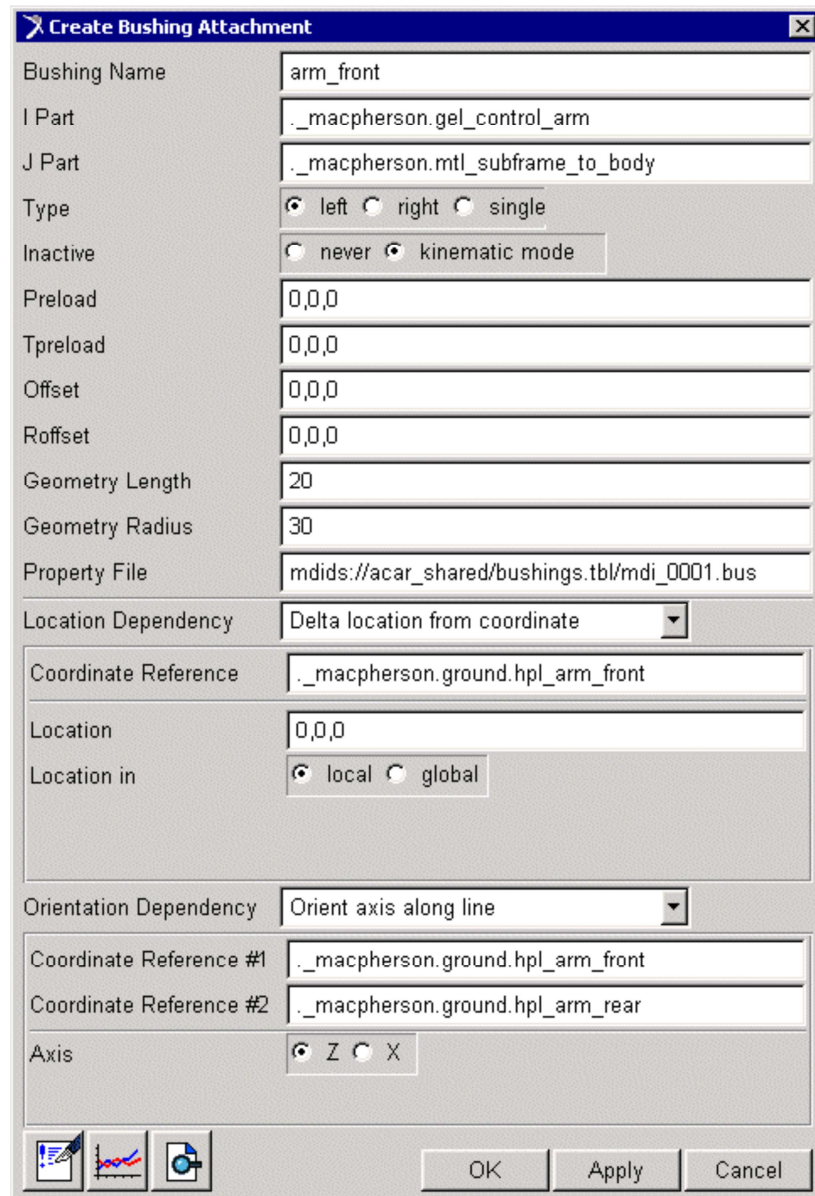 Create Bushing Attachment
Bushing Name arm_front
I Part ._macpherson.gel_control_arm
J Part ._macpherson.mtl_subframe_to_body
Type left right single
Inactive never kinematic mode
Preload 0,0,0
Tpreload 0,0,0
Offset 0,0,0
Roffset 0,0,0
Geometry Length 20
Geometry Radius 30
Property File mdids://acar_shared/bushings.tbl/mdi_0001.bus
Location Dependency Delta location from coordinate
Coordinate Reference ._macpherson.ground.hpl_arm_front
Location 0,0,0
Location in local global
Orientation Dependency Orient axis along line
Coordinate Reference #1 ._macpherson.ground.hpl_arm_front
Coordinate Reference #2 ._macpherson.ground.hpl_arm_rear
Axis Z X
OK Apply Cancel